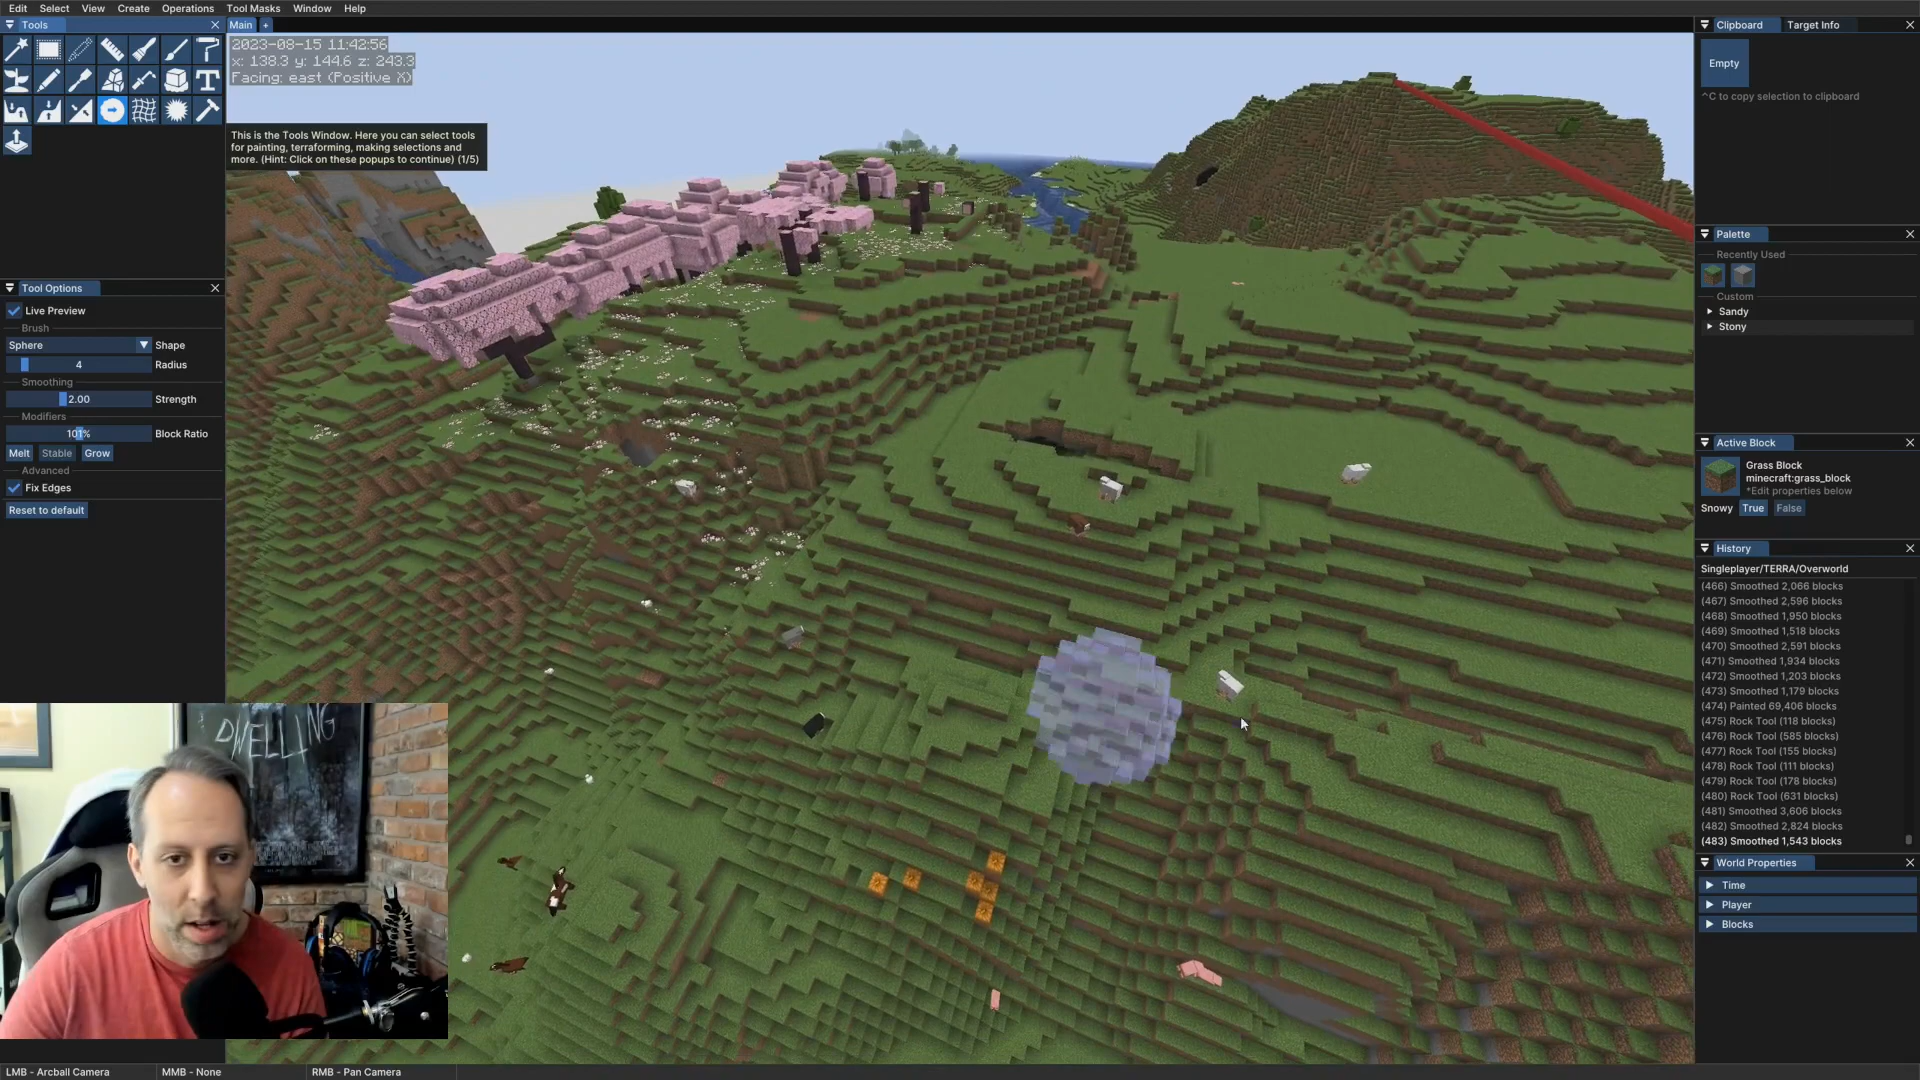 Edit Select View Create Operations Tool Masks Window Help
Tools
Main +
2023-08-15 11:42:56
x: 138.3 y: 144.6 z: 243.3
Facing: east (Positive X)
This is the Tools Window. Here you can select tools
for painting, terraforming, making selections and
more. (Hint: Click on these popups to continue) (1/5)
Tool Options
Live Preview
Brush
Sphere Shape
4 Radius
Smoothing
2.00 Strength
Modifiers
101% Block Ratio
Melt Stable Grow
Advanced
Fix Edges
Reset to default
DWELLING
Clipboard Target Info
Empty
^C to copy selection to clipboard
Palette
Recently Used
Custom
Sandy
Stony
Active Block
Grass Block
minecraft:grass_block
*Edit properties below
Snowy True False
History
Singleplayer/TERRA/Overworld
(466) Smoothed 2,066 blocks
(467) Smoothed 2,596 blocks
(468) Smoothed 1,950 blocks
(469) Smoothed 1,518 blocks
(470) Smoothed 2,591 blocks
(471) Smoothed 1,934 blocks
(472) Smoothed 1,203 blocks
(473) Smoothed 1,179 blocks
(474) Painted 69,406 blocks
(475) Rock Tool (118 blocks)
(476) Rock Tool (585 blocks)
(477) Rock Tool (155 blocks)
(478) Rock Tool (111 blocks)
(479) Rock Tool (178 blocks)
(480) Rock Tool (631 blocks)
(481) Smoothed 3,606 blocks
(482) Smoothed 2,824 blocks
(483) Smoothed 1,543 blocks
World Properties
Time
Player
Blocks
LMB - Arcball Camera MMB - None RMB - Pan Camera